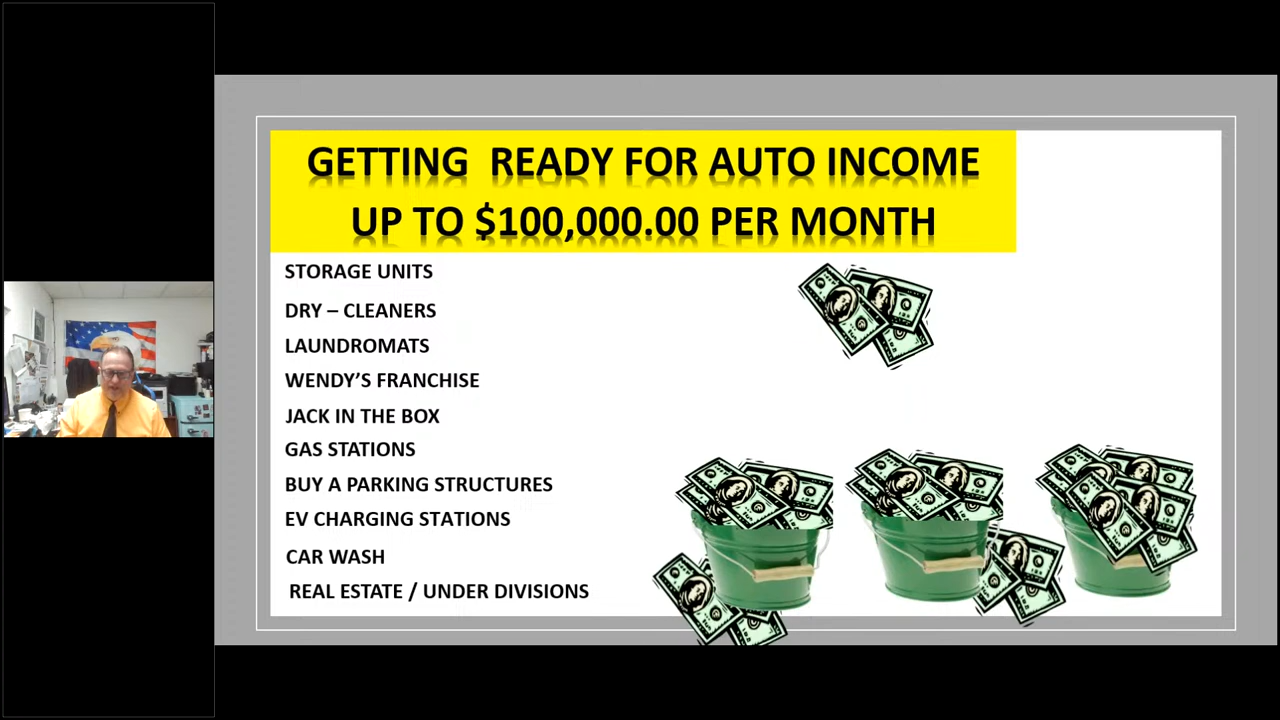 GETTING READY FOR AUTO INCOME
UP TO $100,000.00 PER MONTH
STORAGE UNITS
DRY – CLEANERS
LAUNDROMATS
WENDY'S FRANCHISE
JACK IN THE BOX
GAS STATIONS
BUY A PARKING STRUCTURES
EV CHARGING STATIONS
CAR WASH
REAL ESTATE / UNDER DIVISIONS